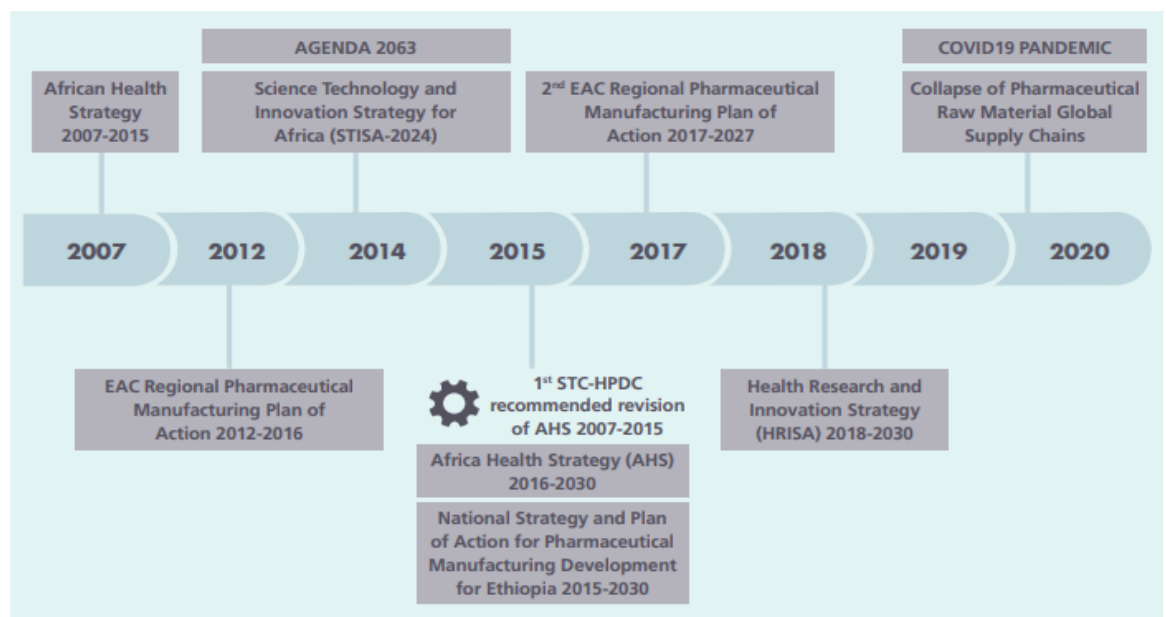 AGENDA 2063
COVID19 PANDEMIC
African Health
Strategy
2007-2015
Science Technology and
Innovation Strategy for
Africa (STISA-2024)
2nd EAC Regional Pharmaceutical
Manufacturing Plan of
Action 2017-2027
Collapse of Pharmaceutical
Raw Material Global
Supply Chains
2007
2012
2014
2015
2017
2018
2019
2020
EAC Regional Pharmaceutical
Manufacturing Plan of
Action 2012-2016
1st STC-HPDC
recommended revision
of AHS 2007-2015
Africa Health Strategy (AHS)
2016-2030
National Strategy and Plan
of Action for Pharmaceutical
Manufacturing Development
for Ethiopia 2015-2030
Health Research and
Innovation Strategy
(HRISA) 2018-2030